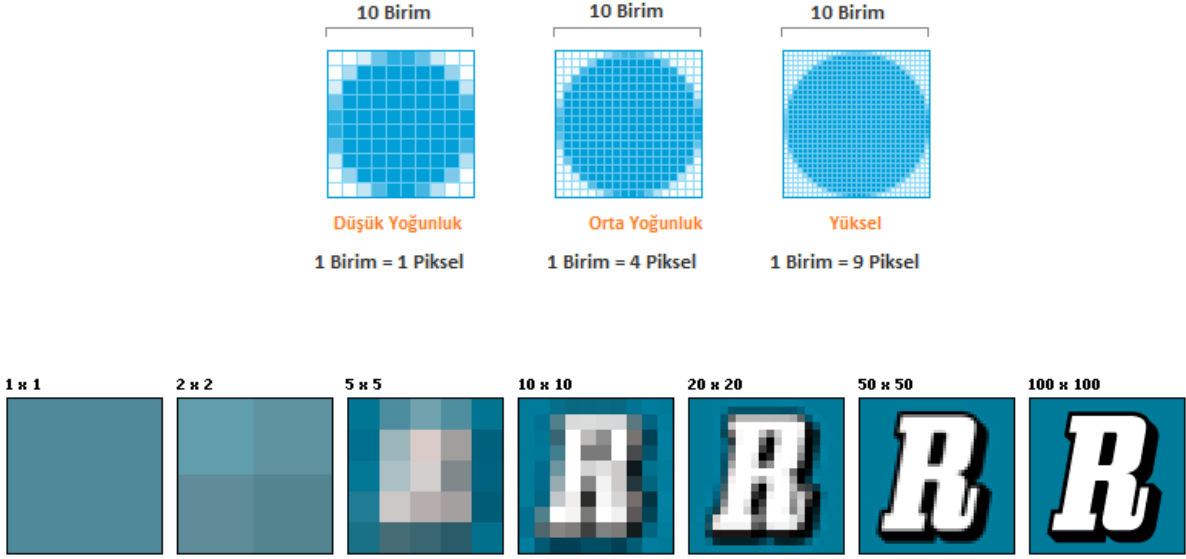 10 Birim 10 Birim 10 Birim
Düşük Yoğunluk Orta Yoğunluk Yüksel
1 Birim = 1 Piksel 1 Birim = 4 Piksel 1 Birim = 9 Piksel
1 x 1 2 x 2 5 x 5 10 x 10 20 x 20 50 x 50 100 x 100
R R R R